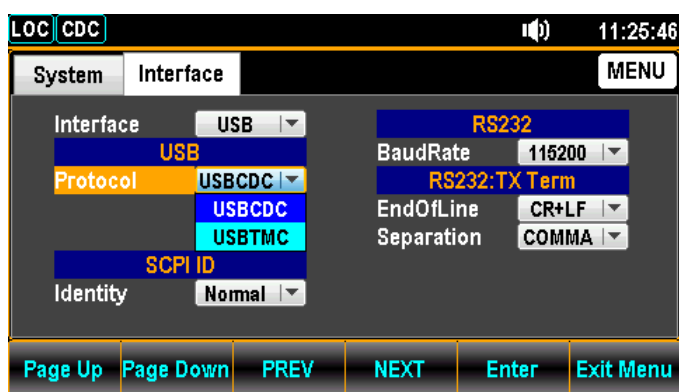 LOC CDC 11:25:46
System Interface MENU
Interface USB
USB
Protocol USBCDC
USBCDC
USBTMC
SCPI ID
Identity Normal
RS232
BaudRate 115200
RS232:TX Term
EndOfLine CR+LF
Separation COMMA
Page Up Page Down PREV NEXT Enter Exit Menu